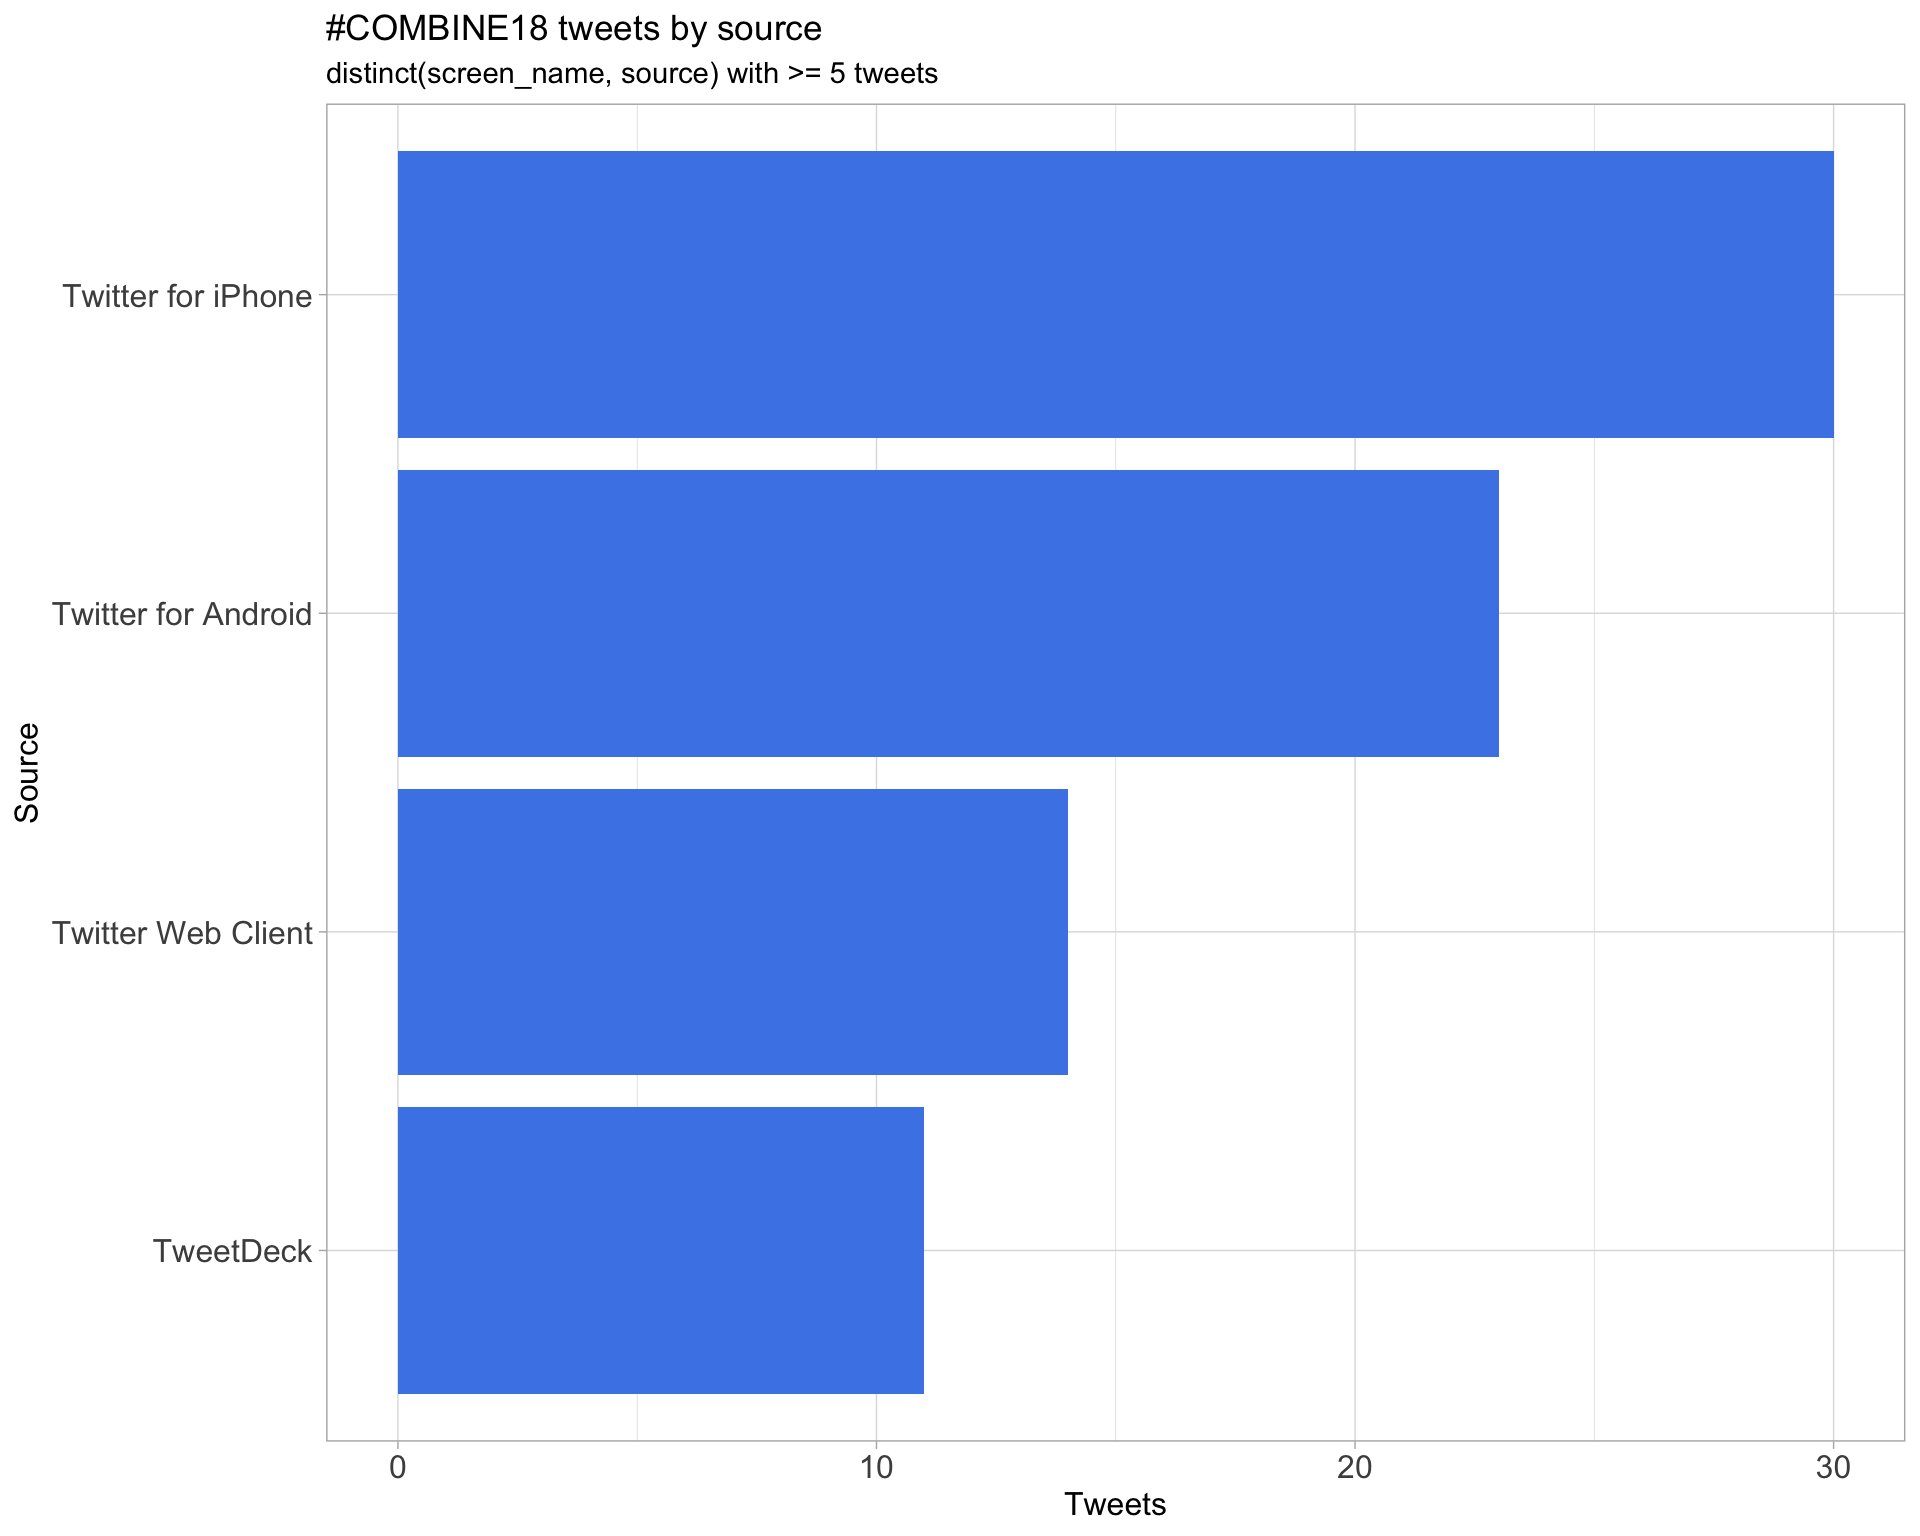 #COMBINE18 tweets by source
distinct(screen_name, source) with >= 5 tweets
Source
Twitter for iPhone
Twitter for Android
Twitter Web Client
TweetDeck
0 10 20 30
Tweets